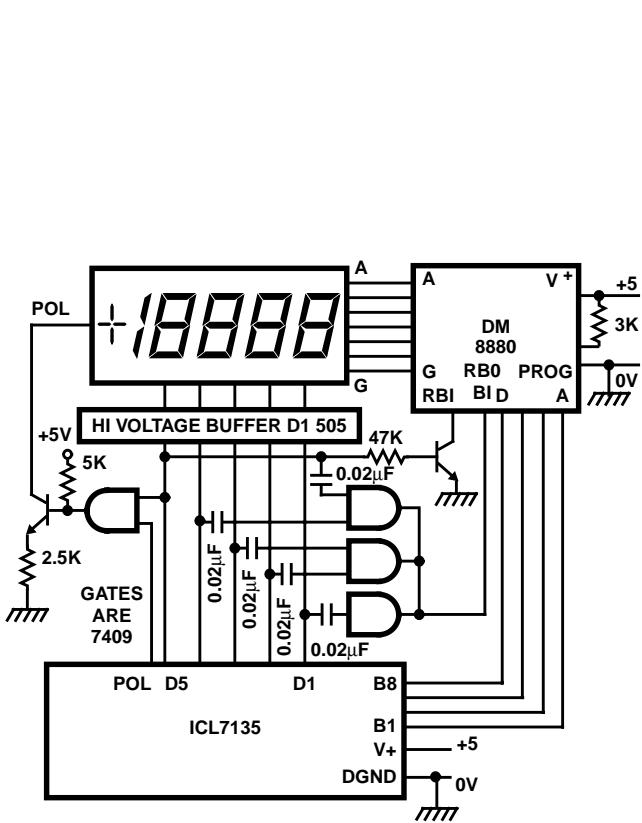 A
A
V+
+5
POL
DM
8880
3K
G
RB0
PROG
0V
G
RBI
BI
D
A
HI VOLTAGE BUFFER D1 505
+5V
47K
5K
0.02μF
2.5K
0.02μF
0.02μF
0.02μF
GATES
ARE
7409
0.02μF
POL
D5
D1
B8
ICL7135
B1
V+
+5
DGND
0V